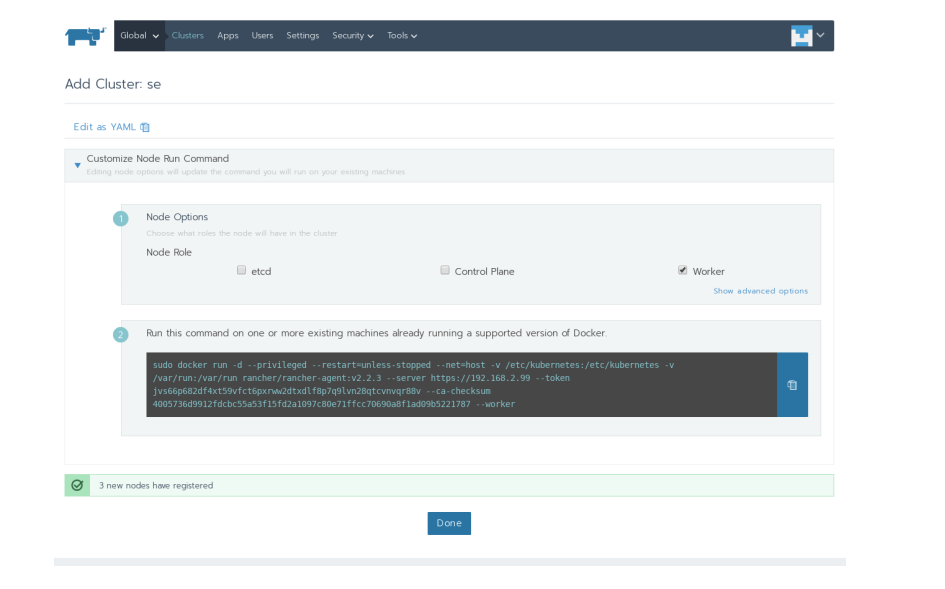 Global Clusters Apps Users Settings Security Tools
Add Cluster: se
Edit as YAML
Customize Node Run Command
Editing node options will update the command you will run on your existing machines
1 Node Options
Choose what roles the node will have in the cluster
Node Role
etcd Control Plane Worker
Show advanced options
2 Run this command on one or more existing machines already running a supported version of Docker.
sudo docker run -d --privileged --restart=unless-stopped --net=host -v /etc/kubernetes:/etc/kubernetes -v
/var/run:/var/run rancher/rancher-agent:v2.2.3 --server https://192.168.2.99 --token
jvs66p682df4xt59vfct6pxrww2dtxdlf8p7q9lvn28qtcvnvqr88v --ca-checksum
4005736d9912fdcbc55a53f15fd2a1097c80e71ffcc70690a8f1ad09b5221787 --worker
3 new nodes have registered
Done